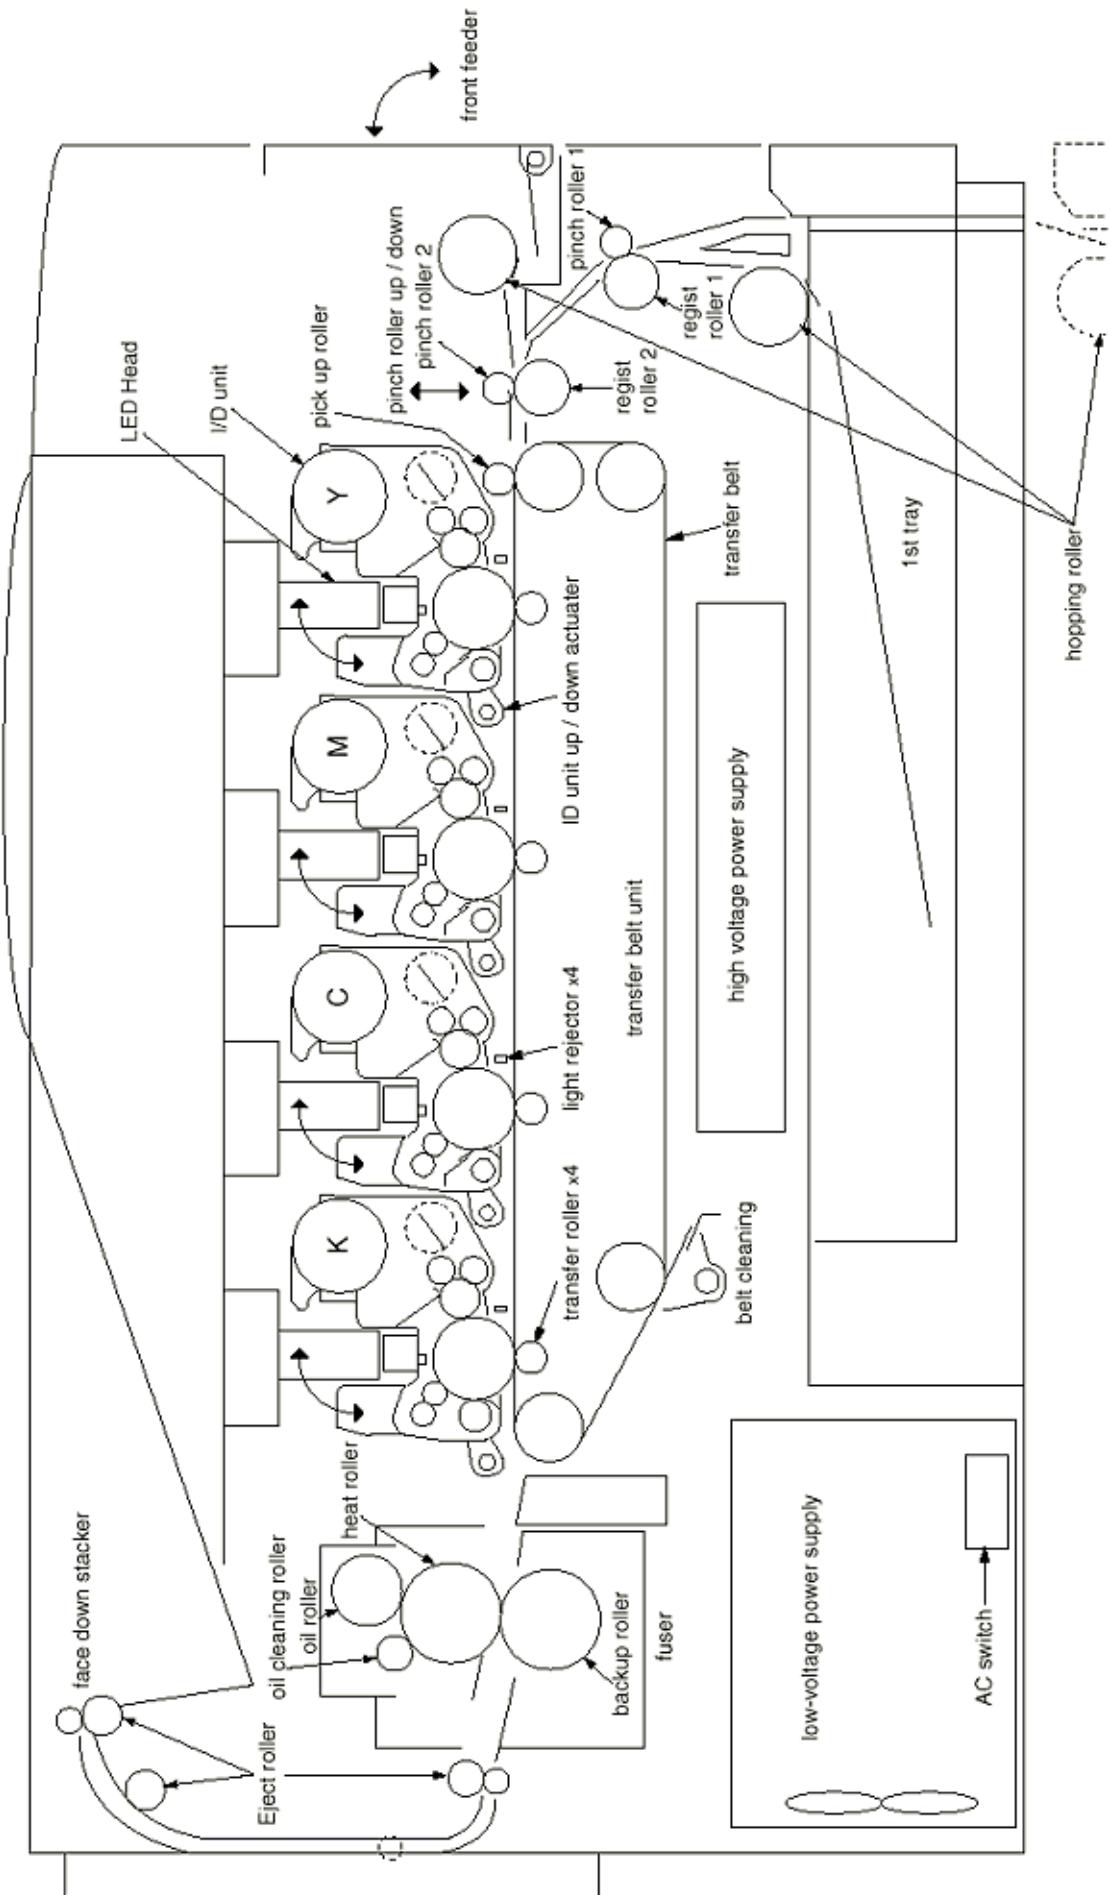 face down stacker
Eject roller
oil cleaning roller
oil roller
heat roller
backup roller
fuser
low-voltage power supply
AC switch
K
C
M
Y
LED Head
I/D unit
pick up roller
pinch roller up / down
pinch roller 2
front feeder
pinch roller 1
regist
roller 1
regist
roller 2
transfer roller x4
light rejector x4
ID unit up / down actuater
transfer belt unit
transfer belt
belt cleaning
high voltage power supply
1st tray
hopping roller